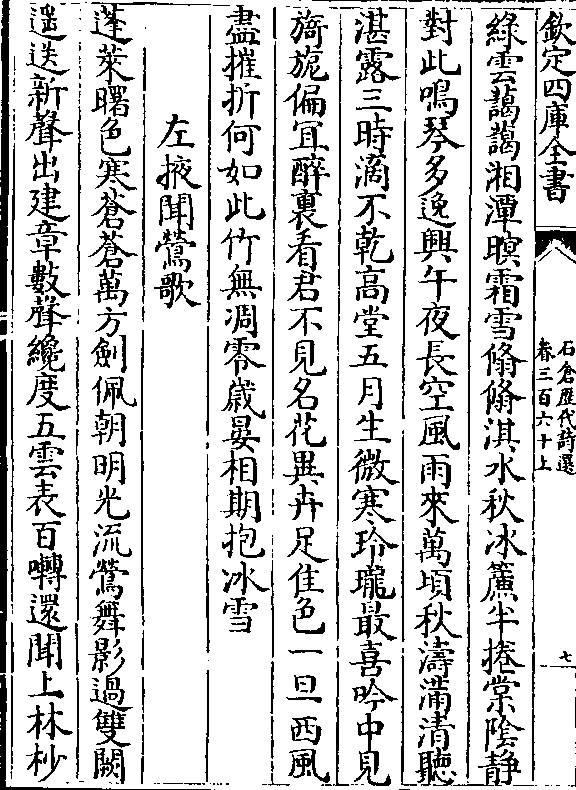 欽定四庫全書
石倉歷代詩選
卷三百六十上
七
綠雲藹藹湘潭暝霜雪翛翛淇水秋冰簾半捲棠陰靜
對此鳴琴多逸興午夜長空風雨來萬頃秋濤滿清聽
湛露三時滴不乾高堂五月生微寒玲瓏最喜吟中見
旖旎偏宜醉裏看君不見名花異卉足佳色一旦西風
盡摧折何如此竹無凋零歲晏相期抱冰雪
左掖聞鶯歌
蓬萊曙色寒蒼蒼萬方劍佩朝明光流鶯舞影過雙闕
遥迭新聲出建章數聲纔度五雲表百囀還聞上林杪